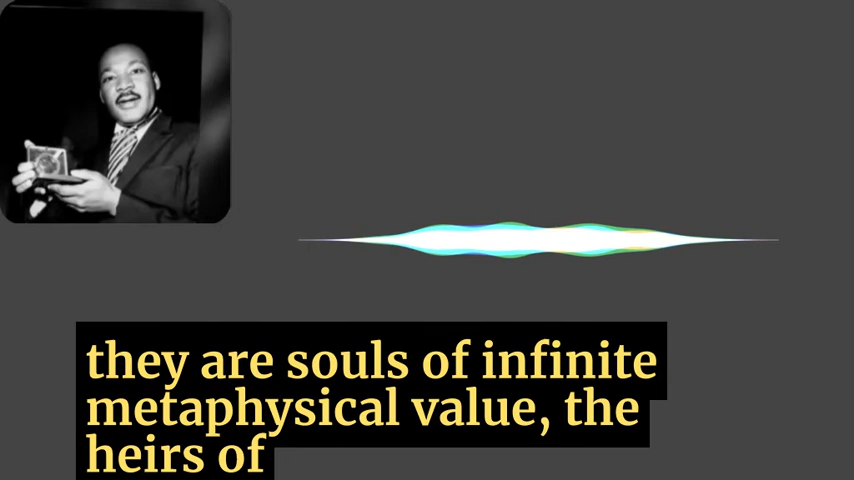 they are souls of infinite
metaphysical value, the
heirs of